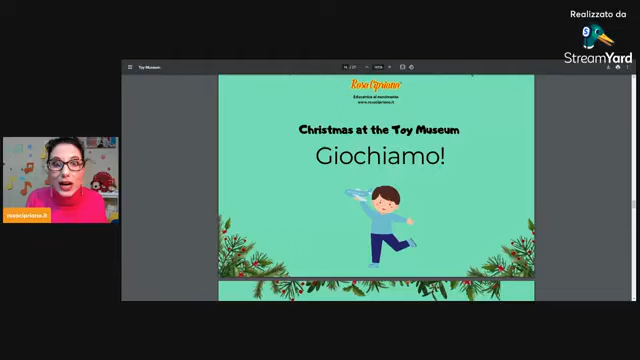 Realizzato da
StreamYard
Toy Museum
Rosa Cipriano
Educatrice al movimento
www.rosacipriano.it
Christmas at the Toy Museum
Giochiamo!
rosacipriano.it